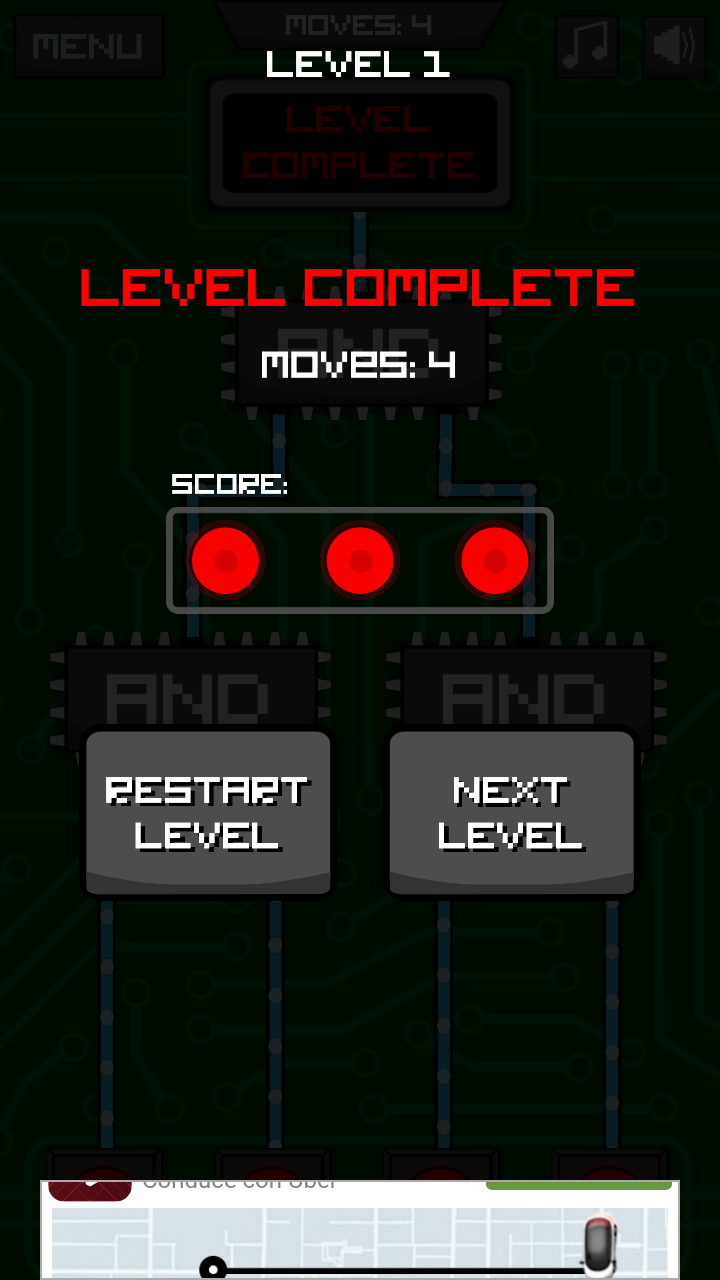 MENU
MOVES: 4
LEVEL 1
LEVEL
COMPLETE
LEVEL COMPLETE
AND
MOVES: 4
SCORE:
AND
AND
RESTART
LEVEL
NEXT
LEVEL
Conduce con Uber